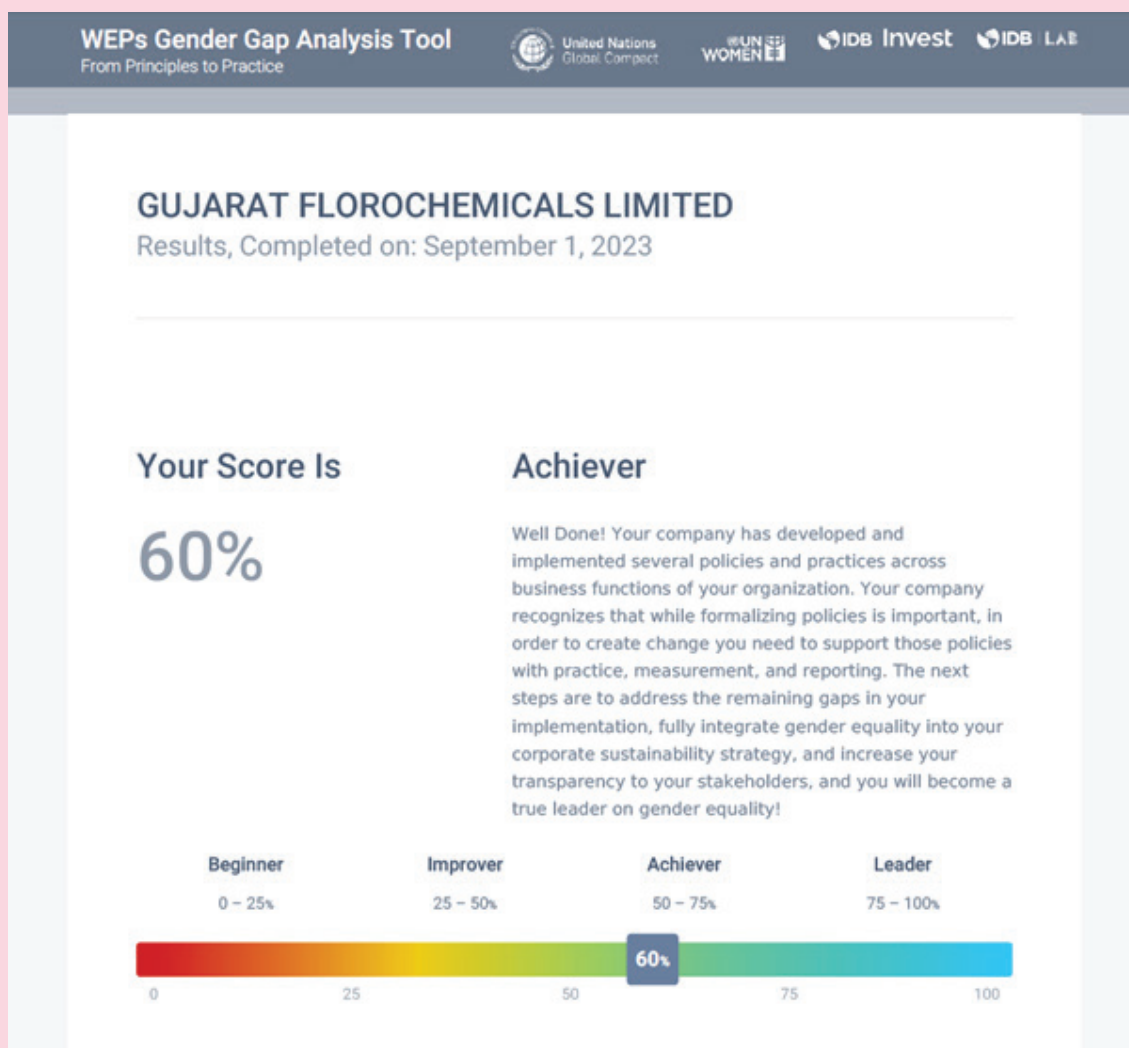 WEPs Gender Gap Analysis Tool
From Principles to Practice
United Nations
Global Compact
UN
WOMEN
IDB Invest
IDB LAB
GUJARAT FLOROCHEMICALS LIMITED
Results, Completed on: September 1, 2023
Your Score Is
60%
Achiever
Well Done! Your company has developed and
implemented several policies and practices across
business functions of your organization. Your company
recognizes that while formalizing policies is important, in
order to create change you need to support those policies
with practice, measurement, and reporting. The next
steps are to address the remaining gaps in your
implementation, fully integrate gender equality into your
corporate sustainability strategy, and increase your
transparency to your stakeholders, and you will become a
true leader on gender equality!
Beginner Improver Achiever Leader
0 – 25% 25 – 50% 50 – 75% 75 – 100%
60%
0 25 50 75 100